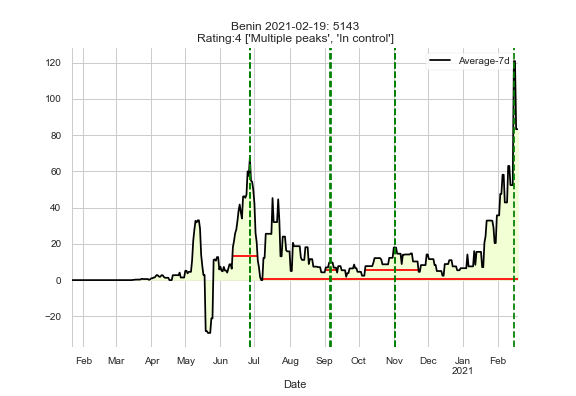 Benin 2021-02-19: 5143
Rating:4 ['Multiple peaks', 'In control']
Average-7d
120
100
80
60
40
20
0
−20
Feb Mar Apr May Jun Jul Aug Sep Oct Nov Dec Jan Feb
2021
Date